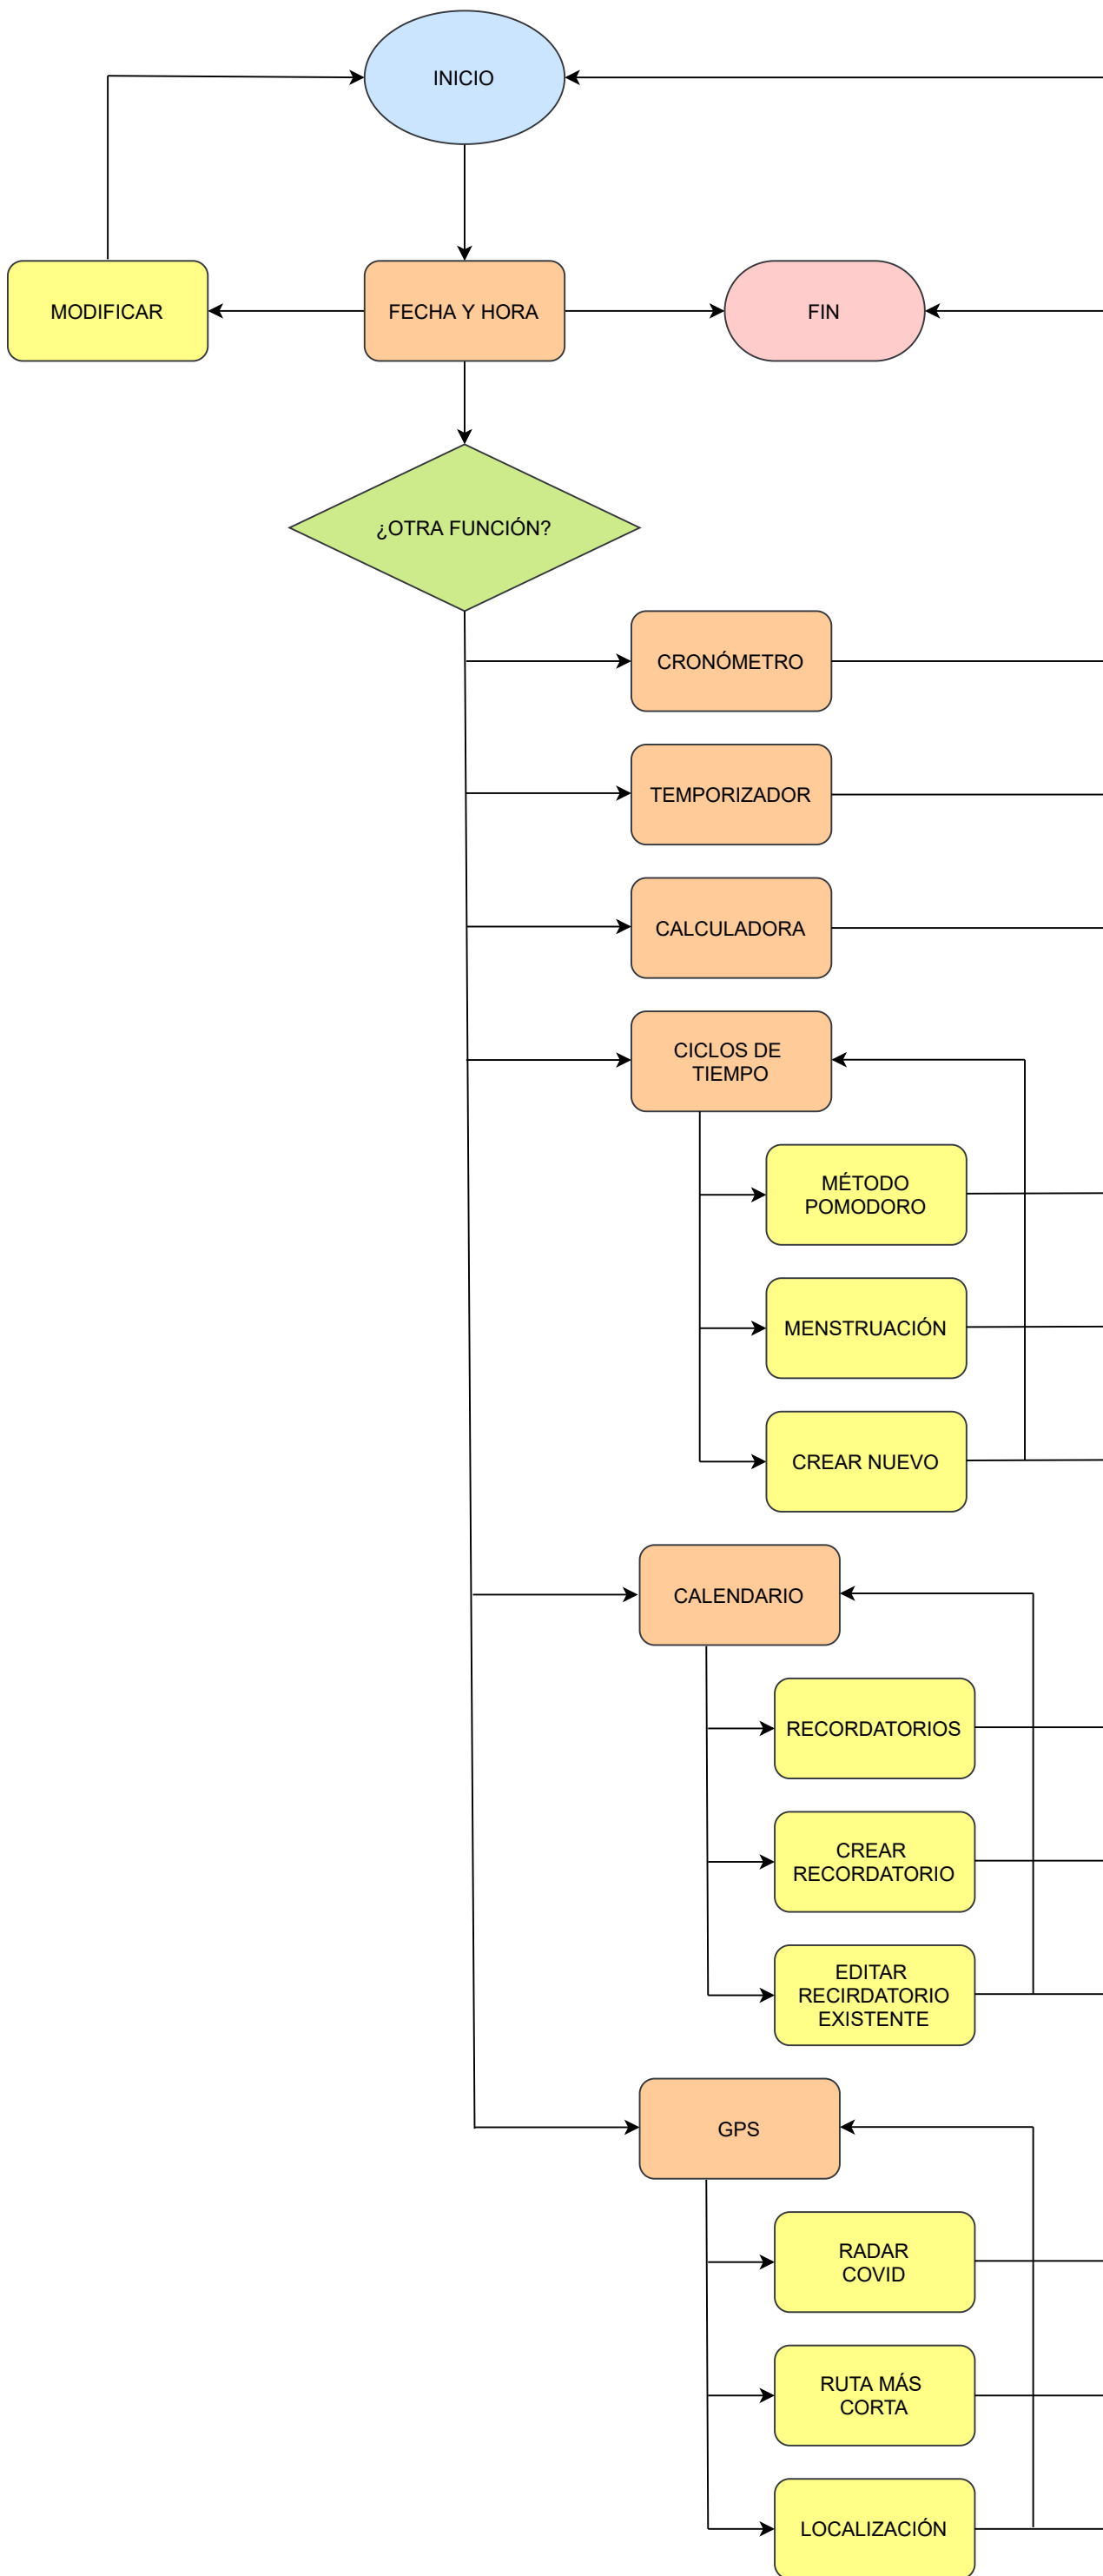 INICIO
MODIFICAR
FECHA Y HORA
FIN
¿OTRA FUNCIÓN?
CRONÓMETRO
TEMPORIZADOR
CALCULADORA
CICLOS DE
TIEMPO
MÉTODO
POMODORO
MENSTRUACIÓN
CREAR NUEVO
CALENDARIO
RECORDATORIOS
CREAR
RECORDATORIO
EDITAR
RECIRDATORIO
EXISTENTE
GPS
RADAR
COVID
RUTA MÁS
CORTA
LOCALIZACIÓN